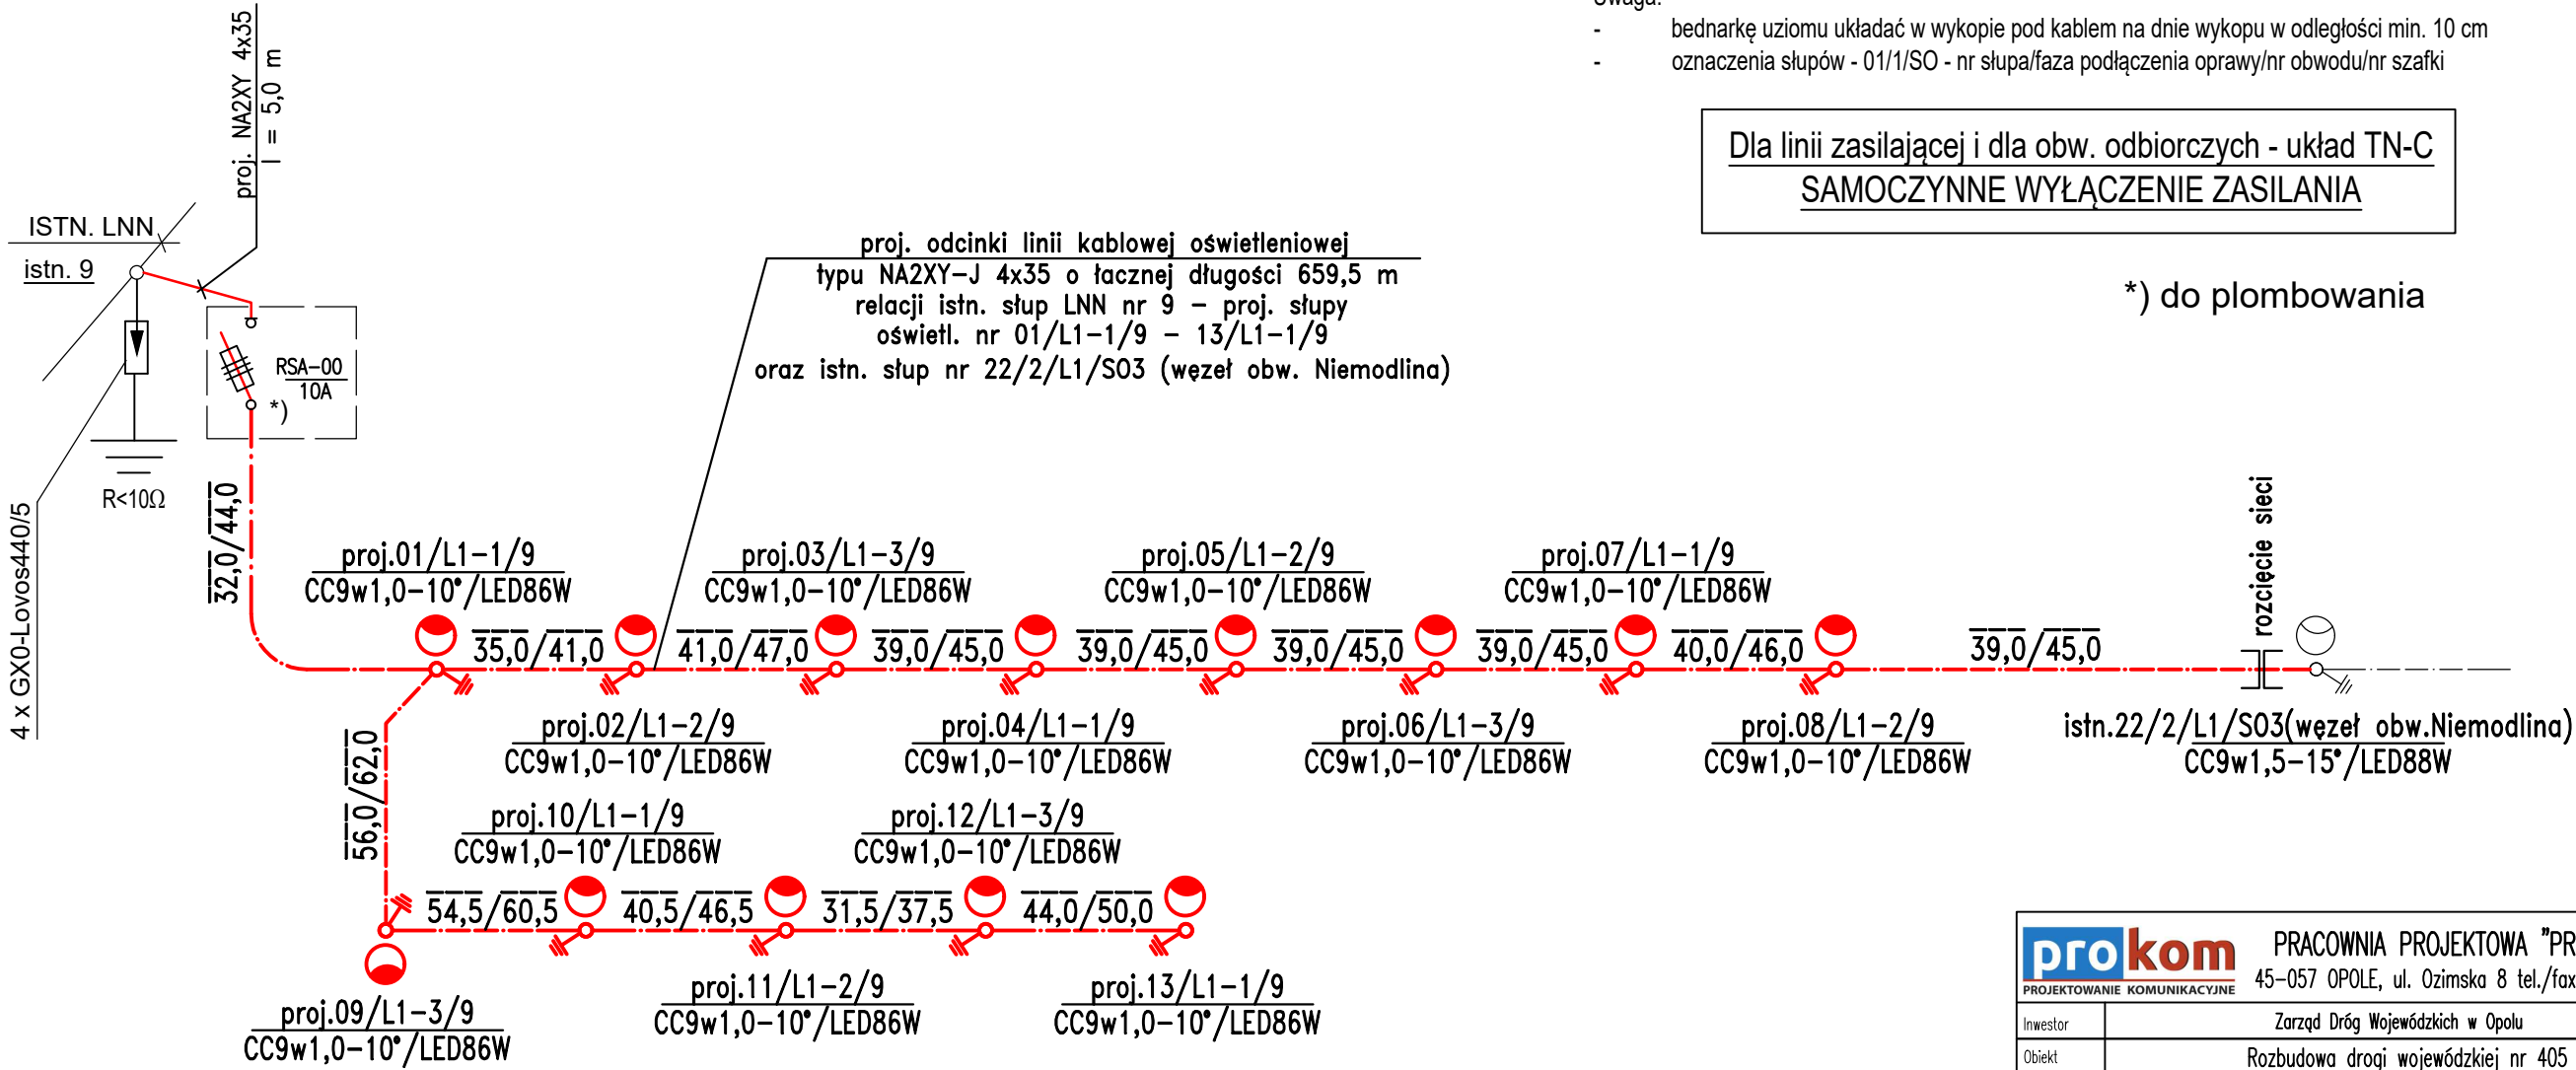 Uwaga:
- bednarkę uziomu układać w wykopie pod kablem na dnie wykopu w odległości min. 10 cm
- oznaczenia słupów - 01/1/SO - nr słupa/faza podłączenia oprawy/nr obwodu/nr szafki
Dla linii zasilającej i dla obw. odbiorczych - układ TN-C
SAMOCZYNNE WYŁĄCZENIE ZASILANIA
*) do plombowania
proj. NA2XY 4x35
l = 5,0 m
ISTN. LNN
istn. 9
RSA-00
10A
*)
R<10Ω
4 x GX0-Lovos440/5
proj. odcinki linii kablowej oświetleniowej
typu NA2XY-J 4x35 o łacznej długości 659,5 m
relacji istn. słup LNN nr 9 - proj. słupy
oświetl. nr 01/L1-1/9 - 13/L1-1/9
oraz istn. słup nr 22/2/L1/S03 (węzeł obw. Niemodlina)
32,0/44,0
proj.01/L1-1/9
CC9w1,0-10°/LED86W
proj.03/L1-3/9
CC9w1,0-10°/LED86W
proj.05/L1-2/9
CC9w1,0-10°/LED86W
proj.07/L1-1/9
CC9w1,0-10°/LED86W
rozcięcie sieci
35,0/41,0
41,0/47,0
39,0/45,0
39,0/45,0
39,0/45,0
39,0/45,0
40,0/46,0
39,0/45,0
proj.02/L1-2/9
CC9w1,0-10°/LED86W
proj.04/L1-1/9
CC9w1,0-10°/LED86W
proj.06/L1-3/9
CC9w1,0-10°/LED86W
proj.08/L1-2/9
CC9w1,0-10°/LED86W
istn.22/2/L1/S03(węzeł obw.Niemodlina)
CC9w1,5-15°/LED88W
56,0/62,0
proj.10/L1-1/9
CC9w1,0-10°/LED86W
proj.12/L1-3/9
CC9w1,0-10°/LED86W
54,5/60,5
40,5/46,5
31,5/37,5
44,0/50,0
proj.09/L1-3/9
CC9w1,0-10°/LED86W
proj.11/L1-2/9
CC9w1,0-10°/LED86W
proj.13/L1-1/9
CC9w1,0-10°/LED86W
prokom
PROJEKTOWANIE KOMUNIKACYJNE
PRACOWNIA PROJEKTOWA "PR
45-057 OPOLE, ul. Ozimska 8 tel./fax
Inwestor
Zarząd Dróg Wojewódzkich w Opolu
Obiekt
Rozbudowa drogi wojewódzkiej nr 405